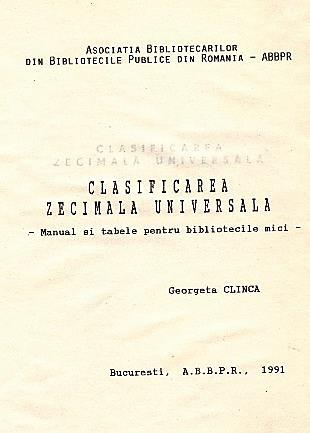 ASOCIATIA BIBLIOTECARILOR
DIN BIBLIOTECILE PUBLICE DIN ROMANIA - ABBPR
CLASIFICAREA
ZECIMALA UNIVERSALA
CLASIFICAREA
ZECIMALA UNIVERSALA
- Manual si tabele pentru bibliotecile mici -
Georgeta CLINCA
Bucuresti, A.B.B.P.R., 1991